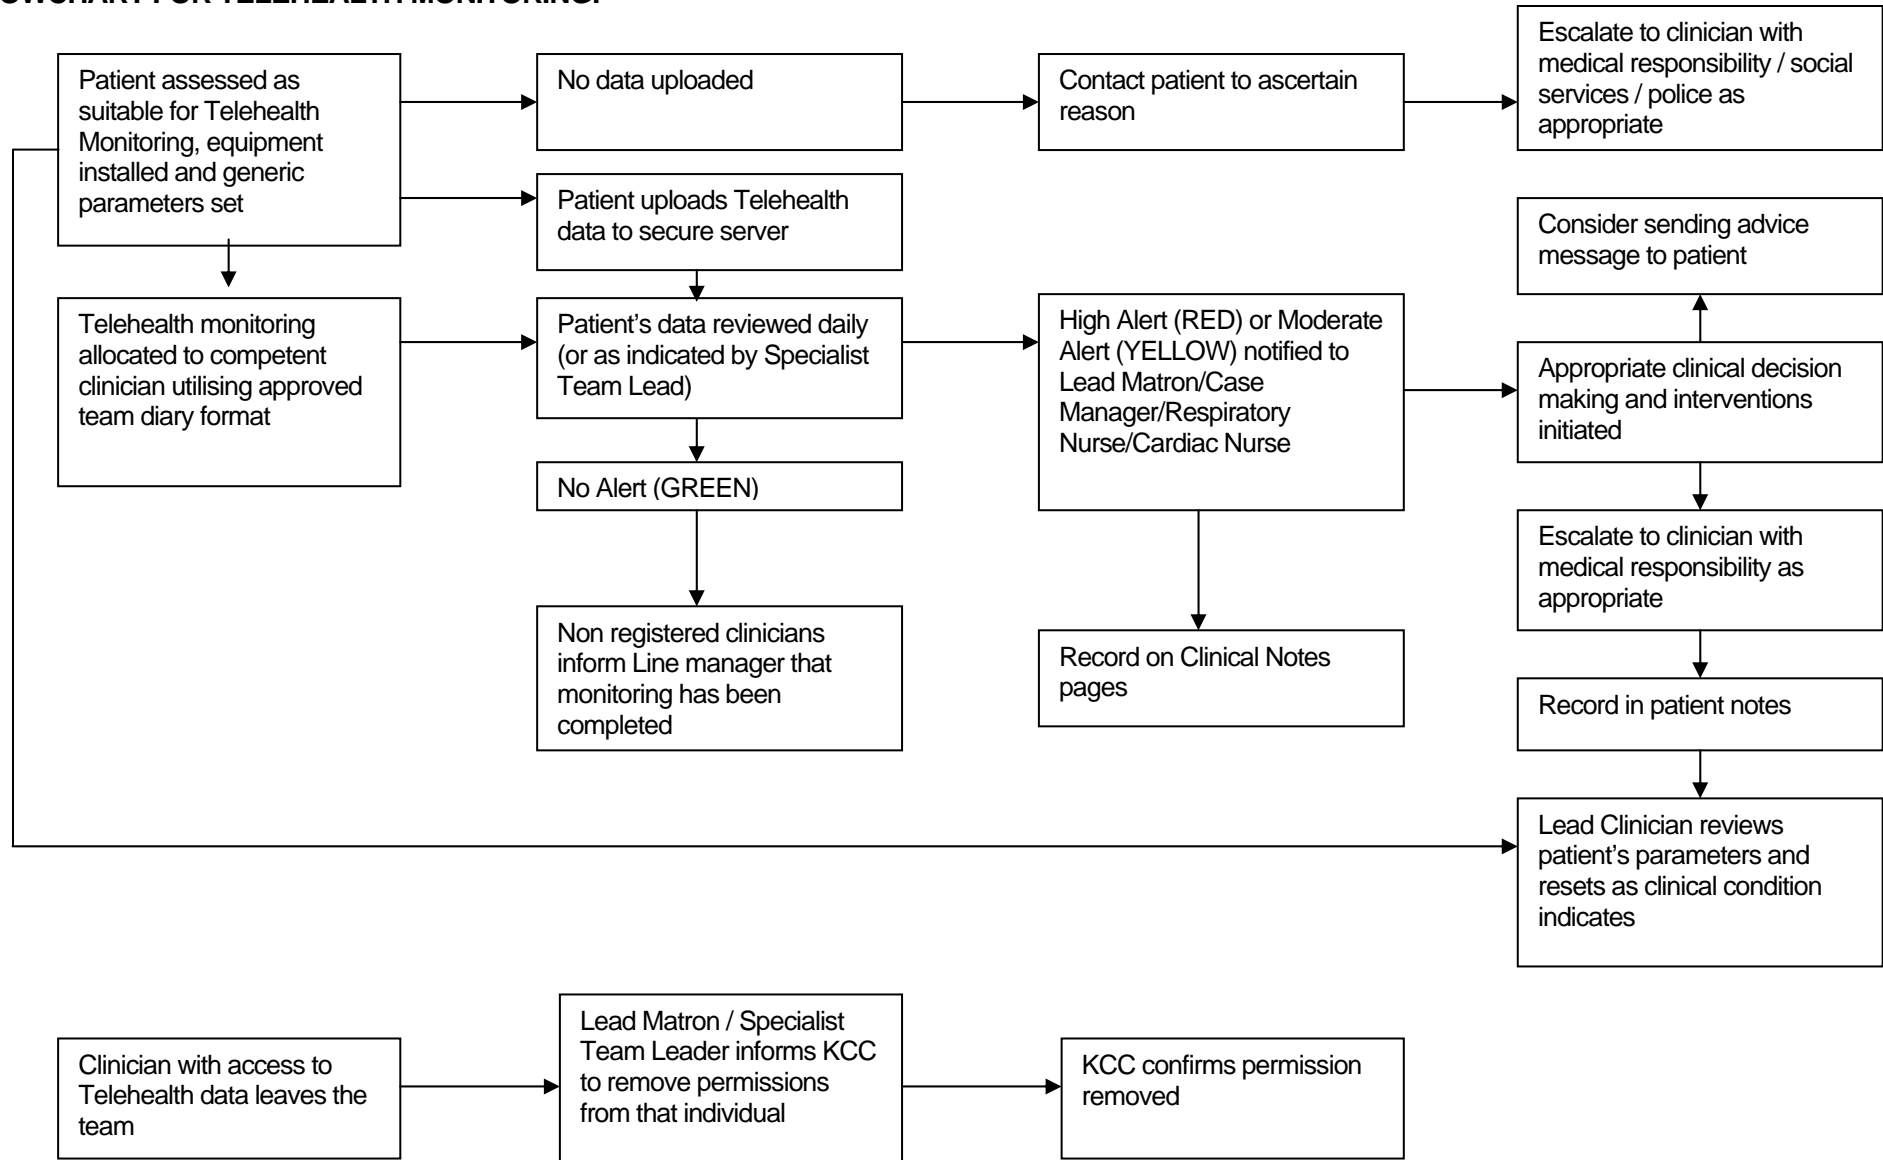 Patient assessed as
suitable for Telehealth
Monitoring, equipment
installed and generic
parameters set
No data uploaded
Contact patient to ascertain
reason
Escalate to clinician with
medical responsibility / social
services / police as
appropriate
Patient uploads Telehealth
data to secure server
Consider sending advice
message to patient
Telehealth monitoring
allocated to competent
clinician utilising approved
team diary format
Patient’s data reviewed daily
(or as indicated by Specialist
Team Lead)
High Alert (RED) or Moderate
Alert (YELLOW) notified to
Lead Matron/Case
Manager/Respiratory
Nurse/Cardiac Nurse
Appropriate clinical decision
making and interventions
initiated
No Alert (GREEN)
Escalate to clinician with
medical responsibility as
appropriate
Non registered clinicians
inform Line manager that
monitoring has been
completed
Record on Clinical Notes
pages
Record in patient notes
Lead Clinician reviews
patient’s parameters and
resets as clinical condition
indicates
Clinician with access to
Telehealth data leaves the
team
Lead Matron / Specialist
Team Leader informs KCC
to remove permissions
from that individual
KCC confirms permission
removed